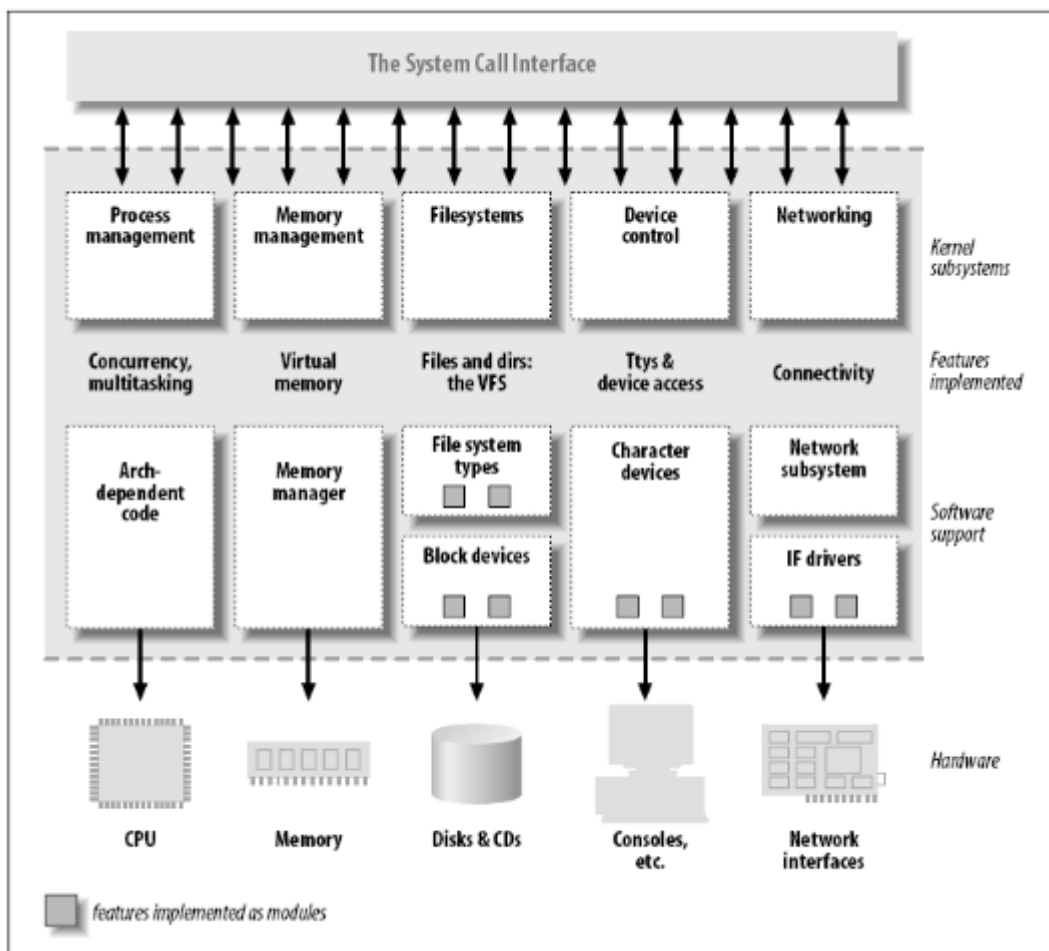 The System Call Interface
Process
management
Memory
management
Filesystems
Device
control
Networking
Kernel
subsystems
Concurrency,
multitasking
Virtual
memory
Files and dirs:
the VFS
Ttys &
device access
Connectivity
Features
implemented
Arch-
dependent
code
Memory
manager
File system
types
Block devices
Character
devices
Network
subsystem
IF drivers
Software
support
Hardware
CPU
Memory
Disks & CDs
Consoles,
etc.
Network
interfaces
features implemented as modules